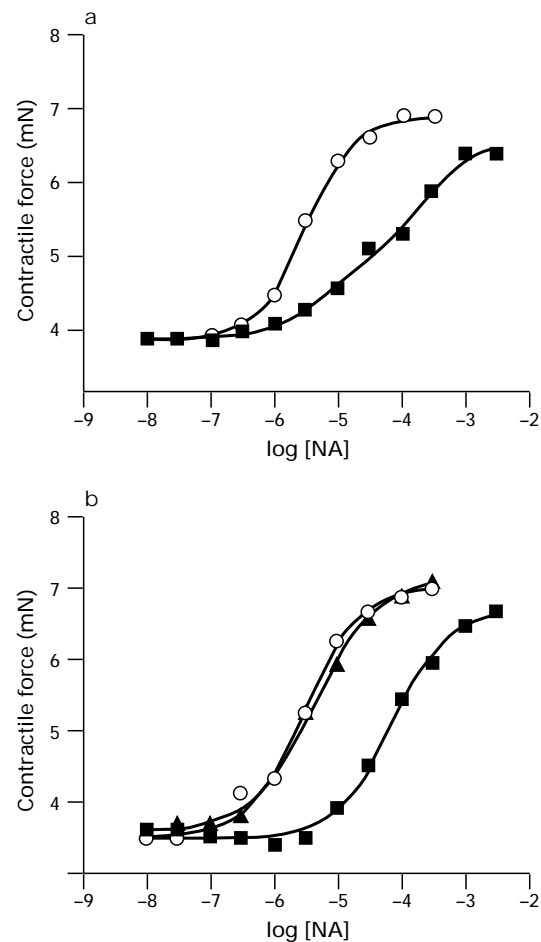 a
8
7
6
5
4
Contractile force (mN)
–9 –8 –7 –6 –5 –4 –3 –2
log [NA]
b
8
7
6
5
4
Contractile force (mN)
–9 –8 –7 –6 –5 –4 –3 –2
log [NA]